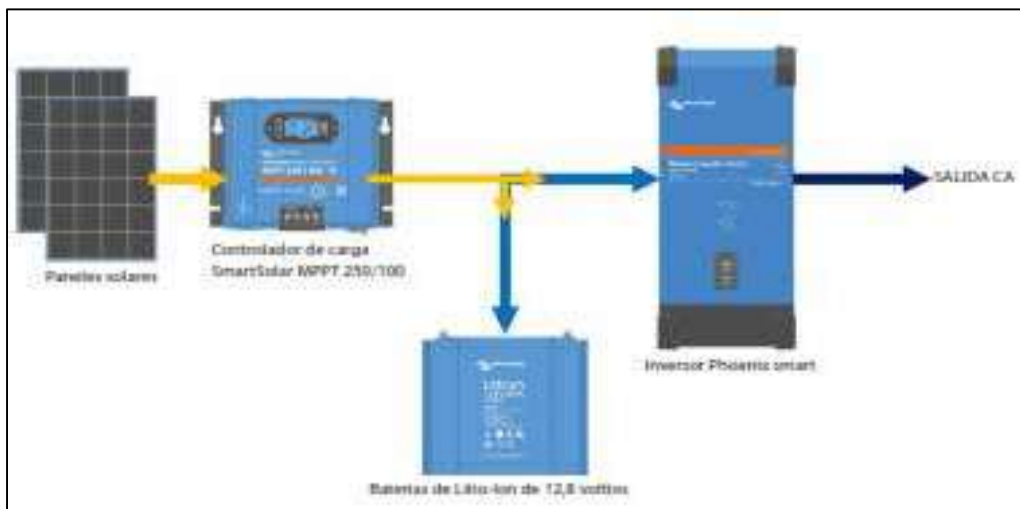 Paneles solares
Controlador de carga
SmartSolar MPPT 250/100
SALIDA CA
Inversor Phoenix smart
Baterías de Litio-Ion de 12,8 voltios